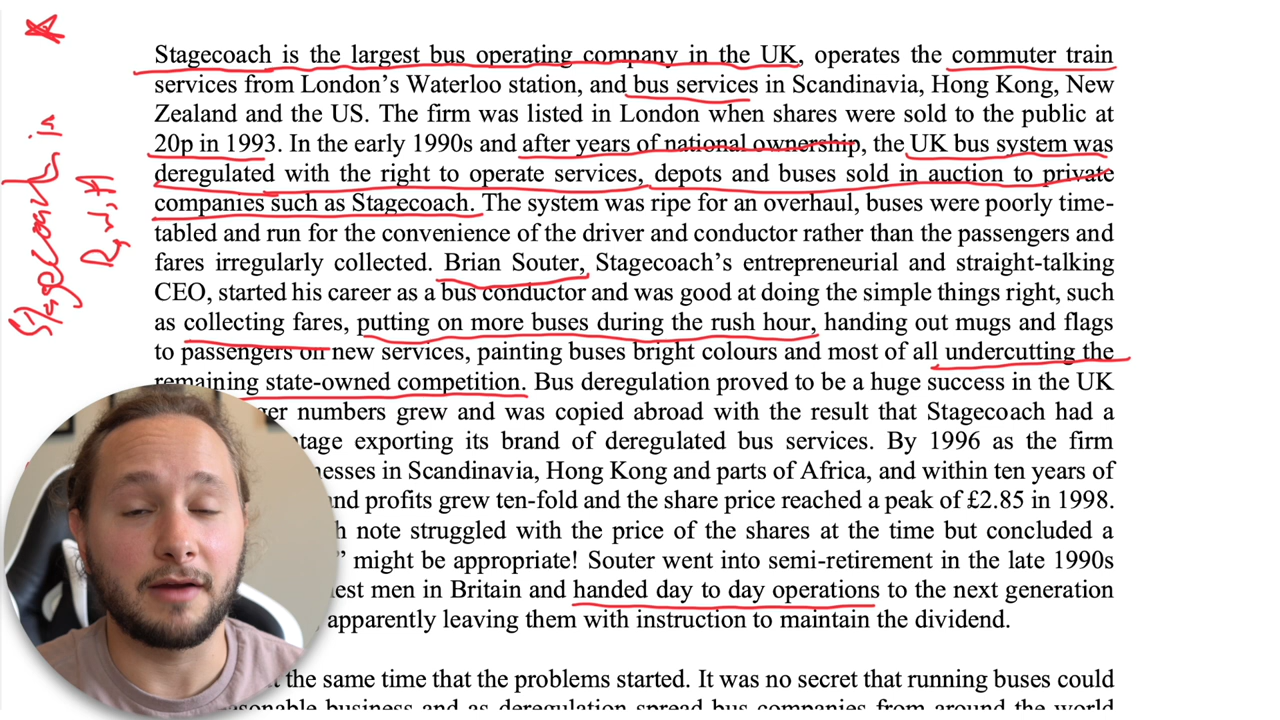 Stagecoach in
Stagecoach is the largest bus operating company in the UK, operates the commuter train
services from London's Waterloo station, and bus services in Scandinavia, Hong Kong, New
Zealand and the US. The firm was listed in London when shares were sold to the public at
20p in 1993. In the early 1990s and after years of national ownership, the UK bus system was
deregulated with the right to operate services, depots and buses sold in auction to private
companies such as Stagecoach. The system was ripe for an overhaul, buses were poorly time-
tabled and run for the convenience of the driver and conductor rather than the passengers and
fares irregularly collected. Brian Souter, Stagecoach's entrepreneurial and straight-talking
CEO, started his career as a bus conductor and was good at doing the simple things right, such
as collecting fares, putting on more buses during the rush hour, handing out mugs and flags
to passengers on new services, painting buses bright colours and most of all undercutting the
remaining state-owned competition. Bus deregulation proved to be a huge success in the UK
numbers grew and was copied abroad with the result that Stagecoach had a
exporting its brand of deregulated bus services. By 1996 as the firm
in Scandinavia, Hong Kong and parts of Africa, and within ten years of
profits grew ten-fold and the share price reached a peak of £2.85 in 1998.
note struggled with the price of the shares at the time but concluded a
” might be appropriate! Souter went into semi-retirement in the late 1990s
men in Britain and handed day to day operations to the next generation
apparently leaving them with instruction to maintain the dividend.
the same time that the problems started. It was no secret that running buses could
business and as deregulation spread bus companies from around the world